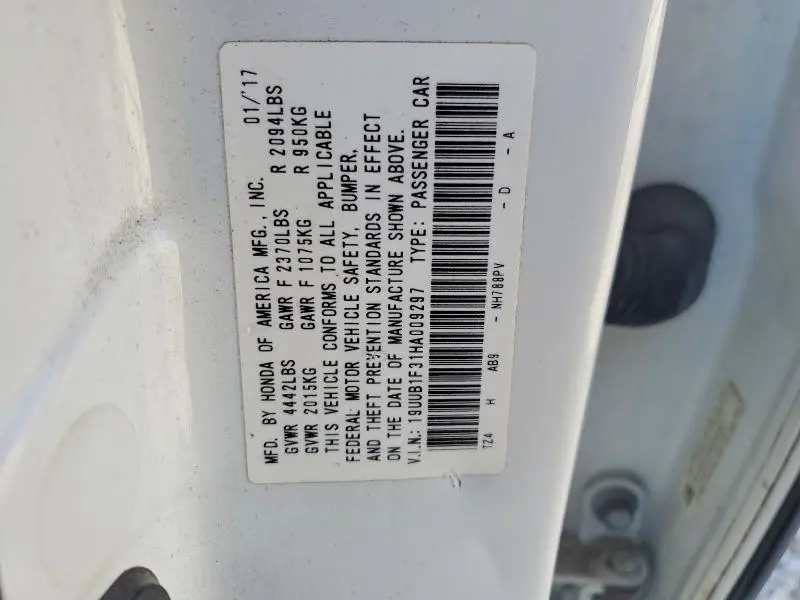 MFD. BY HONDA OF AMERICA MFG., INC. 01/'17
GVWR 4442LBS GAWR F 2370LBS R 2094LBS
GVWR 2015KG GAWR F 1075KG R 950KG
THIS VEHICLE CONFORMS TO ALL APPLICABLE
FEDERAL MOTOR VEHICLE SAFETY, BUMPER,
AND THEFT PREVENTION STANDARDS IN EFFECT
ON THE DATE OF MANUFACTURE SHOWN ABOVE.
V.I.N.: 19UUB1F31HA009297 TYPE: PASSENGER CAR
TZ4 H AB9 - NH788PV - D - A